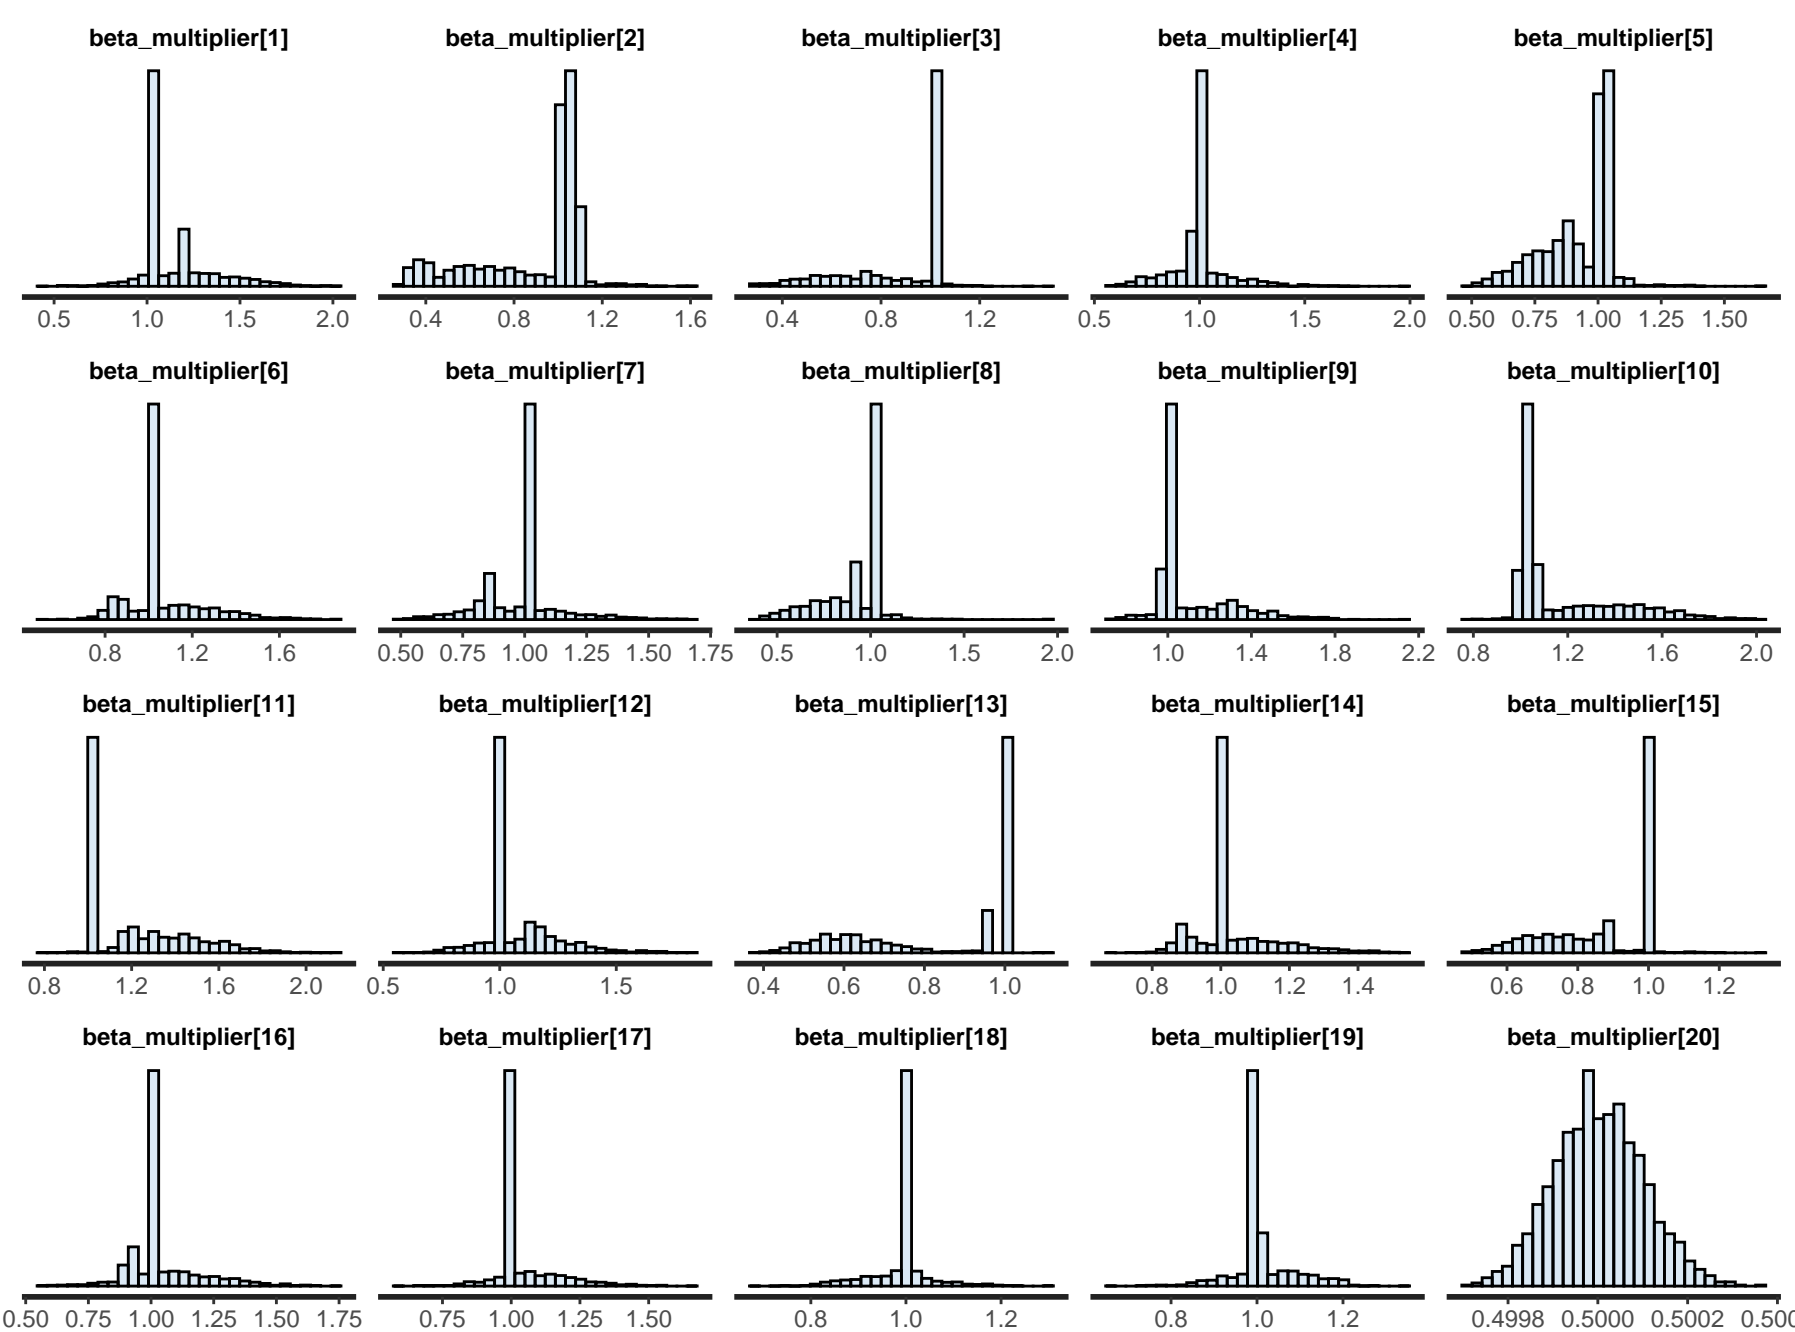 beta_multiplier[1] beta_multiplier[2] beta_multiplier[3] beta_multiplier[4] beta_multiplier[5]
0.5 1.0 1.5 2.0 0.4 0.8 1.2 1.6 0.4 0.8 1.2 0.5 1.0 1.5 2.0 0.50 0.75 1.00 1.25 1.50
beta_multiplier[6] beta_multiplier[7] beta_multiplier[8] beta_multiplier[9] beta_multiplier[10]
0.8 1.2 1.6 0.50 0.75 1.00 1.25 1.50 1.75 0.5 1.0 1.5 2.0 1.0 1.4 1.8 2.2 0.8 1.2 1.6 2.0
beta_multiplier[11] beta_multiplier[12] beta_multiplier[13] beta_multiplier[14] beta_multiplier[15]
0.8 1.2 1.6 2.0 0.5 1.0 1.5 0.4 0.6 0.8 1.0 0.8 1.0 1.2 1.4 0.6 0.8 1.0 1.2
beta_multiplier[16] beta_multiplier[17] beta_multiplier[18] beta_multiplier[19] beta_multiplier[20]
0.50 0.75 1.00 1.25 1.50 1.75 0.75 1.00 1.25 1.50 0.8 1.0 1.2 0.8 1.0 1.2 0.4998 0.5000 0.5002